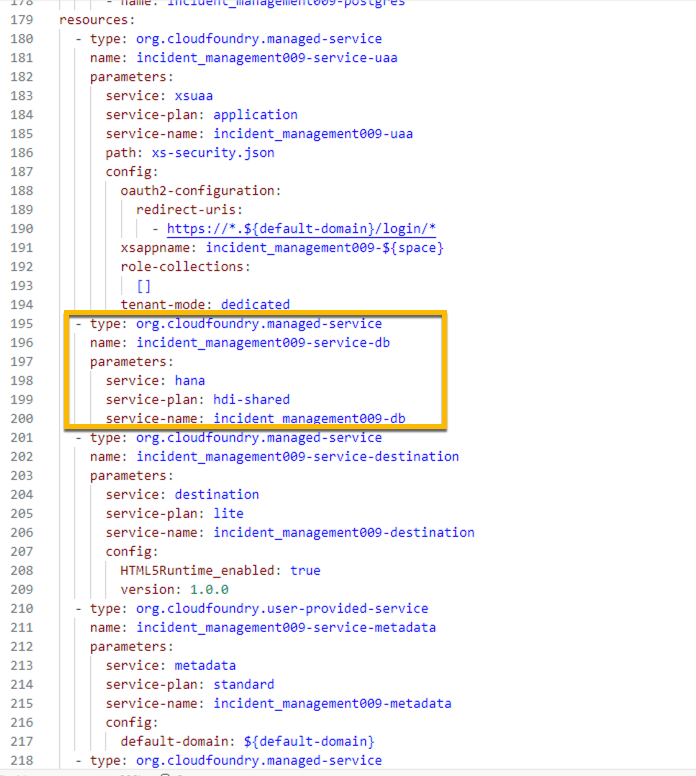 178 - name: incident_management009-postgres
179 resources:
180 - type: org.cloudfoundry.managed-service
181 name: incident_management009-service-uaa
182 parameters:
183 service: xsuaa
184 service-plan: application
185 service-name: incident_management009-uaa
186 path: xs-security.json
187 config:
188 oauth2-configuration:
189 redirect-uris:
190 - https://*.${default-domain}/login/*
191 xsappname: incident_management009-${space}
192 role-collections:
193 []
194 tenant-mode: dedicated
195 - type: org.cloudfoundry.managed-service
196 name: incident_management009-service-db
197 parameters:
198 service: hana
199 service-plan: hdi-shared
200 service-name: incident_management009-db
201 - type: org.cloudfoundry.managed-service
202 name: incident_management009-service-destination
203 parameters:
204 service: destination
205 service-plan: lite
206 service-name: incident_management009-destination
207 config:
208 HTML5Runtime_enabled: true
209 version: 1.0.0
210 - type: org.cloudfoundry.user-provided-service
211 name: incident_management009-service-metadata
212 parameters:
213 service: metadata
214 service-plan: standard
215 service-name: incident_management009-metadata
216 config:
217 default-domain: ${default-domain}
218 - type: org.cloudfoundry.managed-service